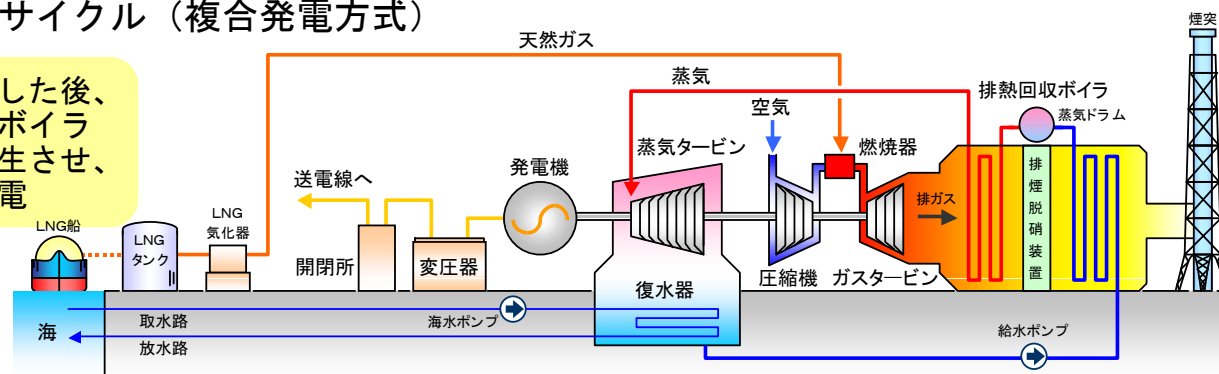 サイクル（複合発電方式）
した後、
ボイラ
生させ、
電
天然ガス
蒸気
空気
排熱回収ボイラ
煙突
蒸気ドラム
蒸気タービン
燃焼器
発電機
送電線へ
排ガス
排煙脱硝装置
LNG船
LNG
タンク
LNG
気化器
開閉所
変圧器
復水器
圧縮機
ガスタービン
海
取水路
海水ポンプ
放水路
給水ポンプ